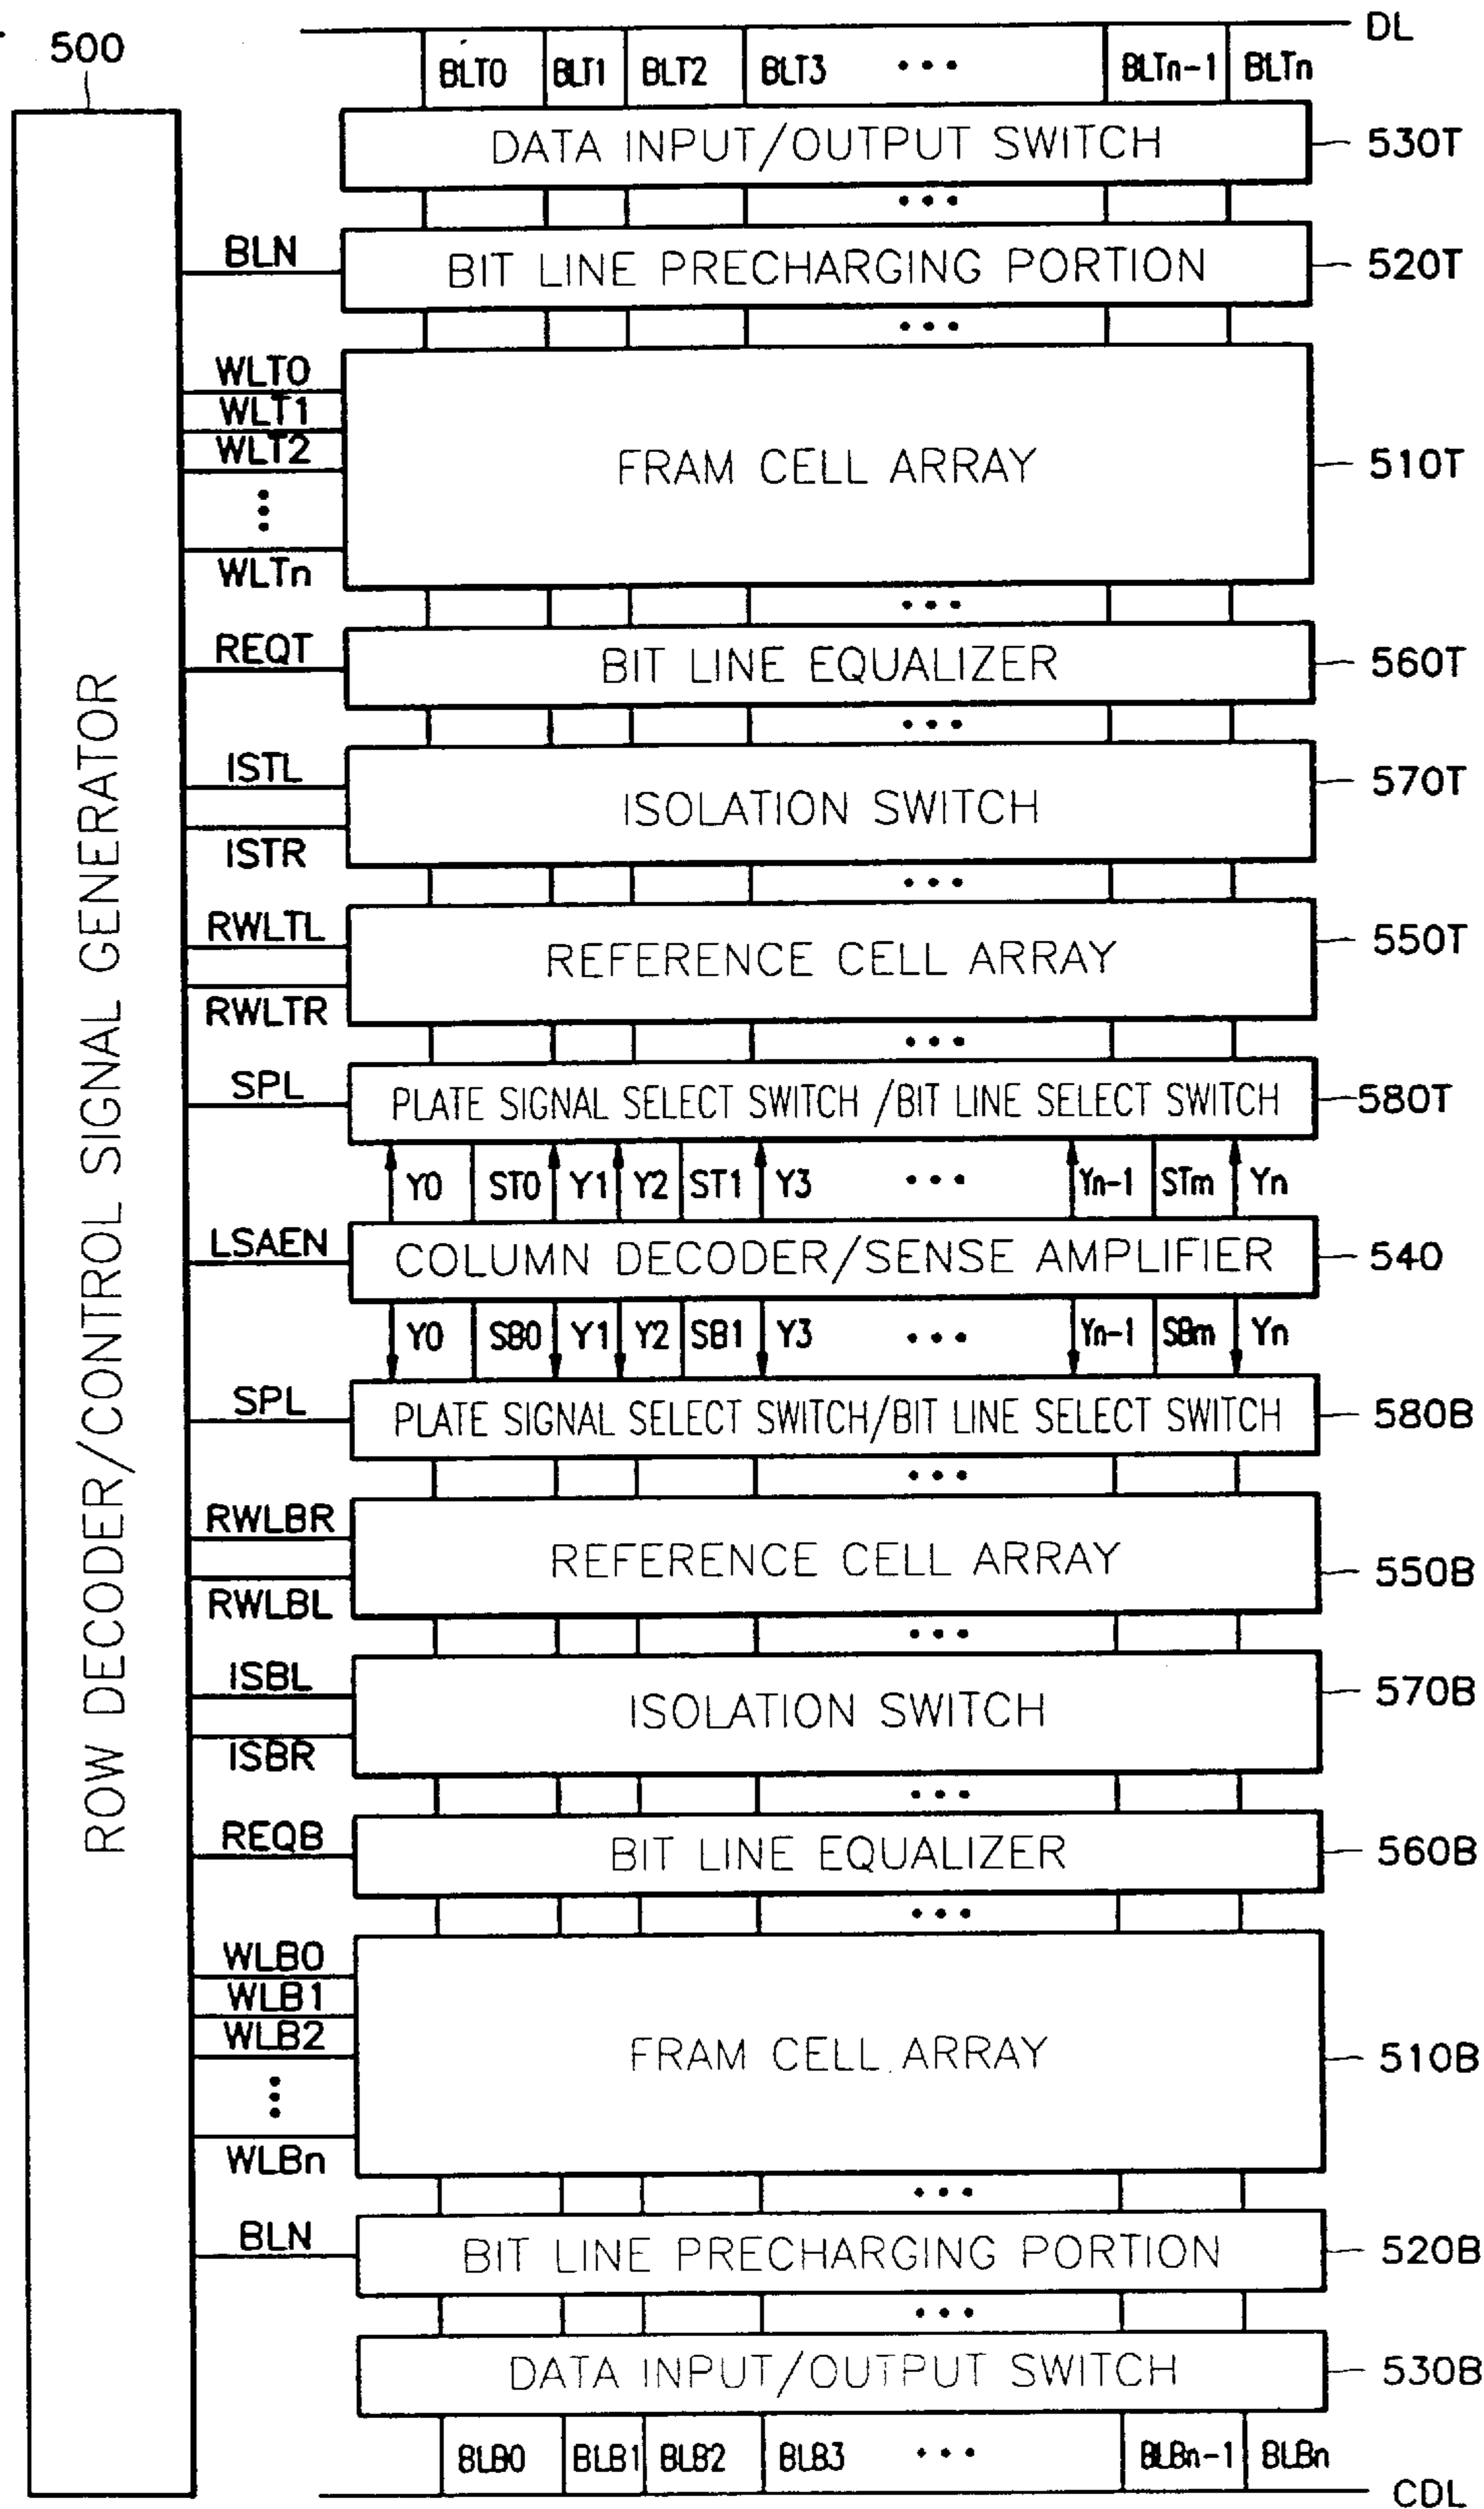 500
DL
BLT0 BLT1 BLT2 BLT3 ••• BLTn-1 BLTn
DATA INPUT/OUTPUT SWITCH
530T
•••
BLN
BIT LINE PRECHARGING PORTION
520T
•••
WLT0
WLT1
WLT2
WLTn
FRAM CELL ARRAY
510T
•••
REQT
BIT LINE EQUALIZER
560T
•••
ISTL
ISTR
ISOLATION SWITCH
570T
•••
RWLTL
RWLTR
REFERENCE CELL ARRAY
550T
•••
SPL
PLATE SIGNAL SELECT SWITCH /BIT LINE SELECT SWITCH
580T
Y0 ST0 Y1 Y2 ST1 Y3 ••• Yn-1 STm Yn
LSAEN
COLUMN DECODER/SENSE AMPLIFIER
540
Y0 SB0 Y1 Y2 SB1 Y3 ••• Yn-1 SBm Yn
SPL
PLATE SIGNAL SELECT SWITCH/BIT LINE SELECT SWITCH
580B
•••
RWLBR
RWLBL
REFERENCE CELL ARRAY
550B
•••
ISBL
ISBR
ISOLATION SWITCH
570B
•••
REQB
BIT LINE EQUALIZER
560B
•••
WLB0
WLB1
WLB2
WLBn
FRAM CELL ARRAY
510B
•••
BLN
BIT LINE PRECHARGING PORTION
520B
•••
DATA INPUT/OUTPUT SWITCH
530B
BLB0 BLB1 BLB2 BLB3 ••• BLBn-1 BLBn
CDL
ROW DECODER/CONTROL SIGNAL GENERATOR